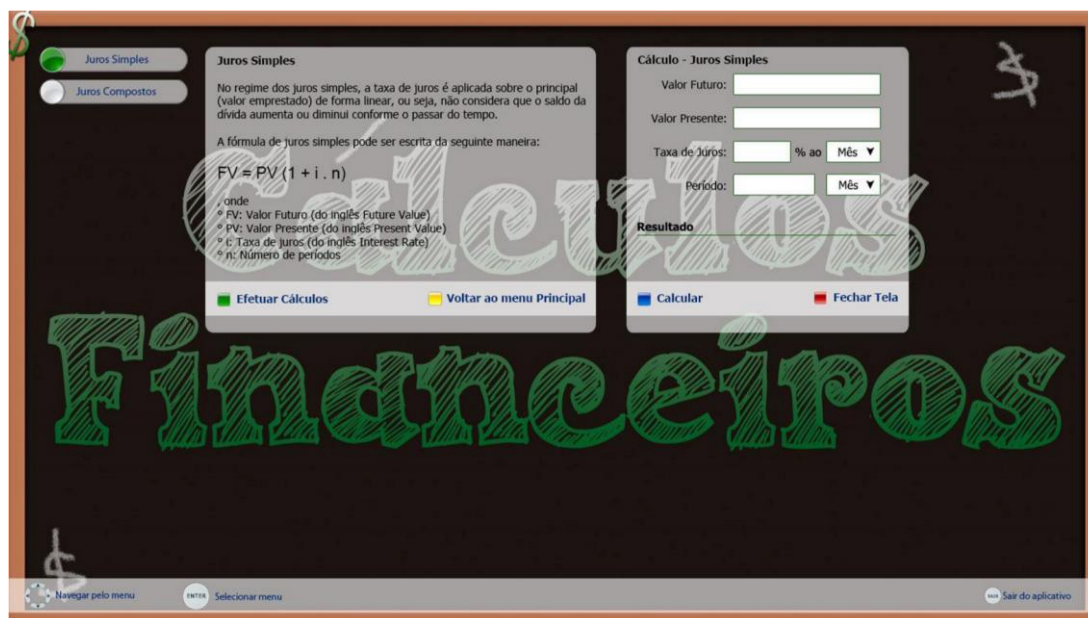 Cálculos
Financeiros
Juros Simples
Juros Compostos
Juros Simples
No regime dos juros simples, a taxa de juros é aplicada sobre o principal
(valor emprestado) de forma linear, ou seja, não considera que o saldo da
dívida aumenta ou diminui conforme o passar do tempo.
A fórmula de juros simples pode ser escrita da seguinte maneira:
FV = PV (1 + i . n)
, onde
º FV: Valor Futuro (do inglês Future Value)
º PV: Valor Presente (do inglês Present Value)
º i: Taxa de juros (do inglês Interest Rate)
º n: Número de períodos
Efetuar Cálculos
Voltar ao menu Principal
Cálculo - Juros Simples
Valor Futuro:
Valor Presente:
Taxa de Juros: % ao Mês
Período: Mês
Resultado
Calcular
Fechar Tela
Navegar pelo menu
ENTER Selecionar menu
Sair do aplicativo